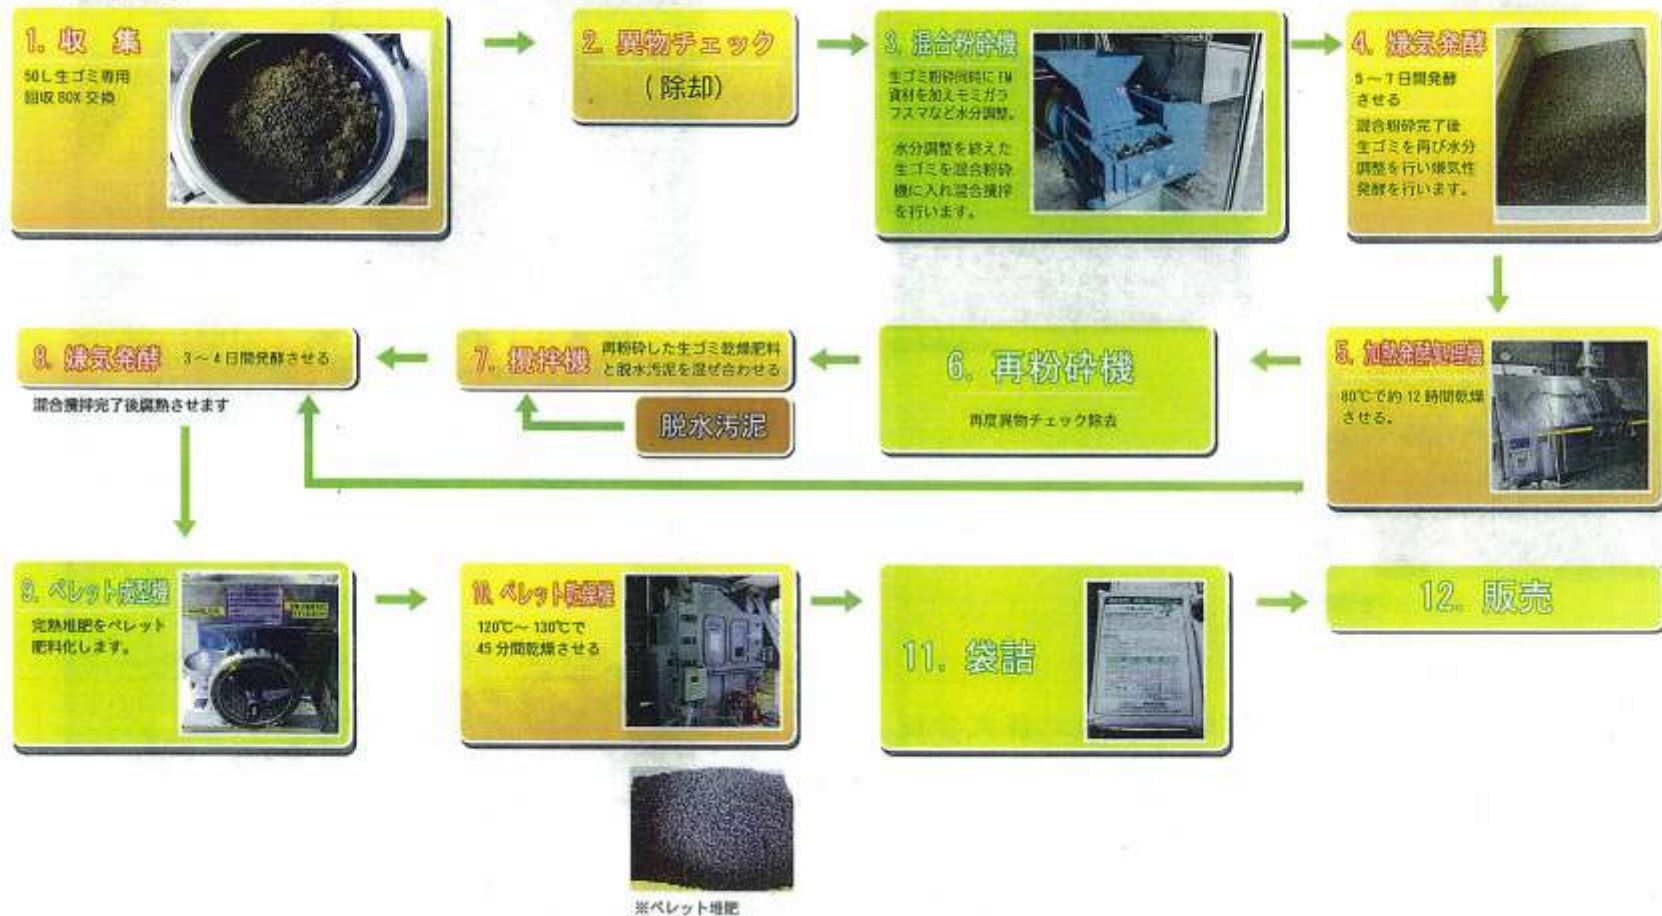 1. 収 集
50L生ゴミ専用
回収BOX交換
2. 異物チェック
(除却)
3. 混合粉砕機
生ゴミ粉砕同時にEM
資材を加えモミガラ
フスマなど水分調整。
水分調整を終えた
生ゴミを混合粉砕
機に入れ混合攪拌
を行います。
4. 嫌気発酵
5～7日間発酵
させる
混合粉砕完了後
生ゴミを再び水分
調整を行い嫌気性
発酵を行います。
5. 加熱発酵処理機
80℃で約12時間乾燥
させる。
6. 再粉砕機
再度異物チェック除去
7. 攪拌機
再粉砕した生ゴミ乾燥肥料
と脱水汚泥を混ぜ合わせる
脱水汚泥
8. 嫌気発酵 3～4日間発酵させる
混合攪拌完了後腐熟させます
9. ペレット成型機
完熟堆肥をペレット
肥料化します。
10. ペレット乾燥機
120℃～130℃で
45分間乾燥させる
※ペレット堆肥
11. 袋詰
12. 販売